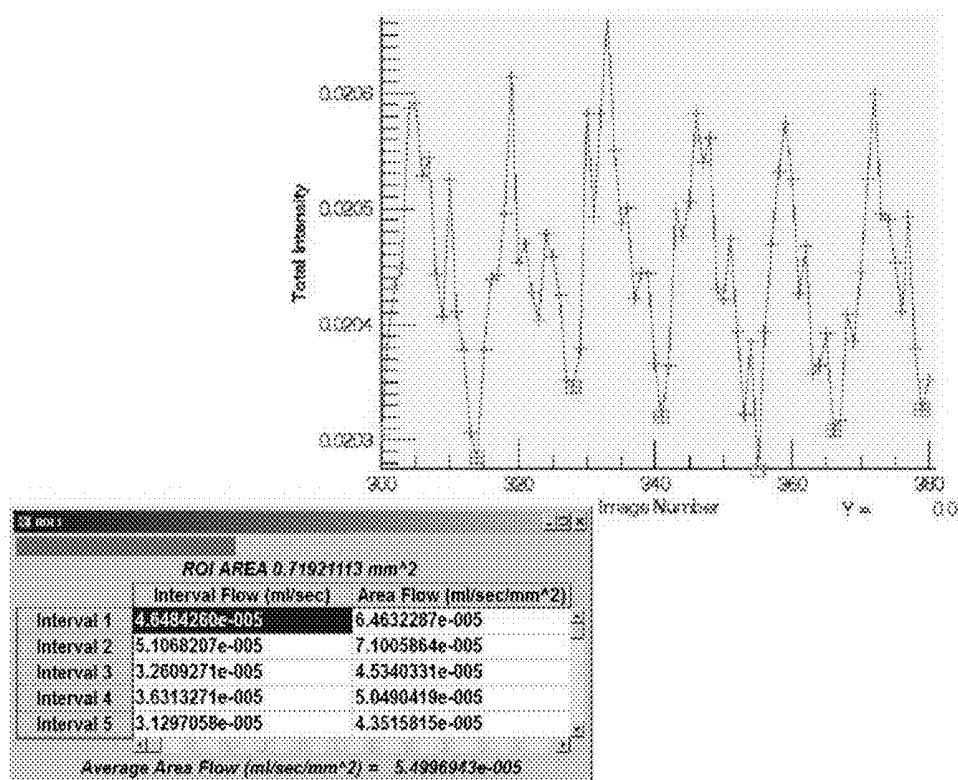 0.0206
0.0205
0.0204
0.0203
Total Intensity
300 320 340 360 380
Image Number Y = 0.0
ROI AREA 0.71921113 mm^2
Interval Flow (ml/sec) Area Flow (ml/sec/mm^2)
Interval 1 4.6484260e-005 6.4632287e-005
Interval 2 5.1068207e-005 7.1005864e-005
Interval 3 3.2609271e-005 4.5340331e-005
Interval 4 3.6313271e-005 5.0490419e-005
Interval 5 3.1297058e-005 4.3515815e-005
Average Area Flow (ml/sec/mm^2) = 5.4996943e-005